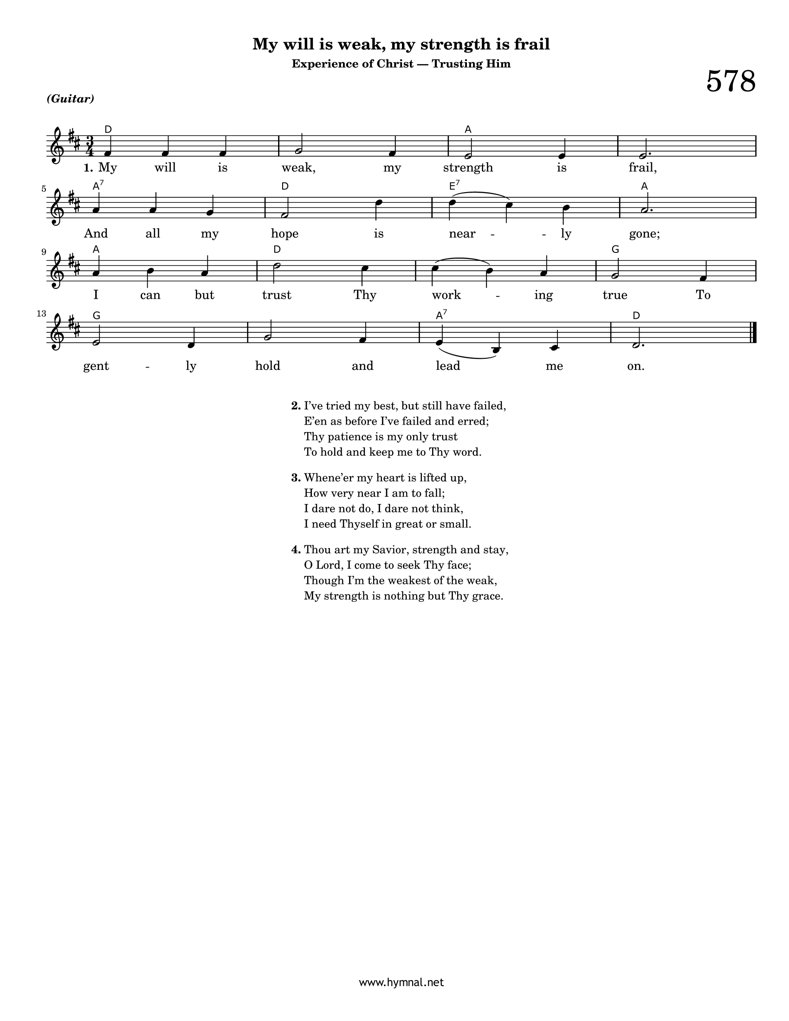 My will is weak, my strength is frail
Experience of Christ — Trusting Him
578
(Guitar)
D A
3
4
1. My will is weak, my strength is frail,
5 A7 D E7 A
And all my hope is near - - ly gone;
9 A D G
I can but trust Thy work - ing true To
13 G A7 D
gent - ly hold and lead me on.
2. I've tried my best, but still have failed,
E'en as before I've failed and erred;
Thy patience is my only trust
To hold and keep me to Thy word.
3. Whene'er my heart is lifted up,
How very near I am to fall;
I dare not do, I dare not think,
I need Thyself in great or small.
4. Thou art my Savior, strength and stay,
O Lord, I come to seek Thy face;
Though I'm the weakest of the weak,
My strength is nothing but Thy grace.
www.hymnal.net